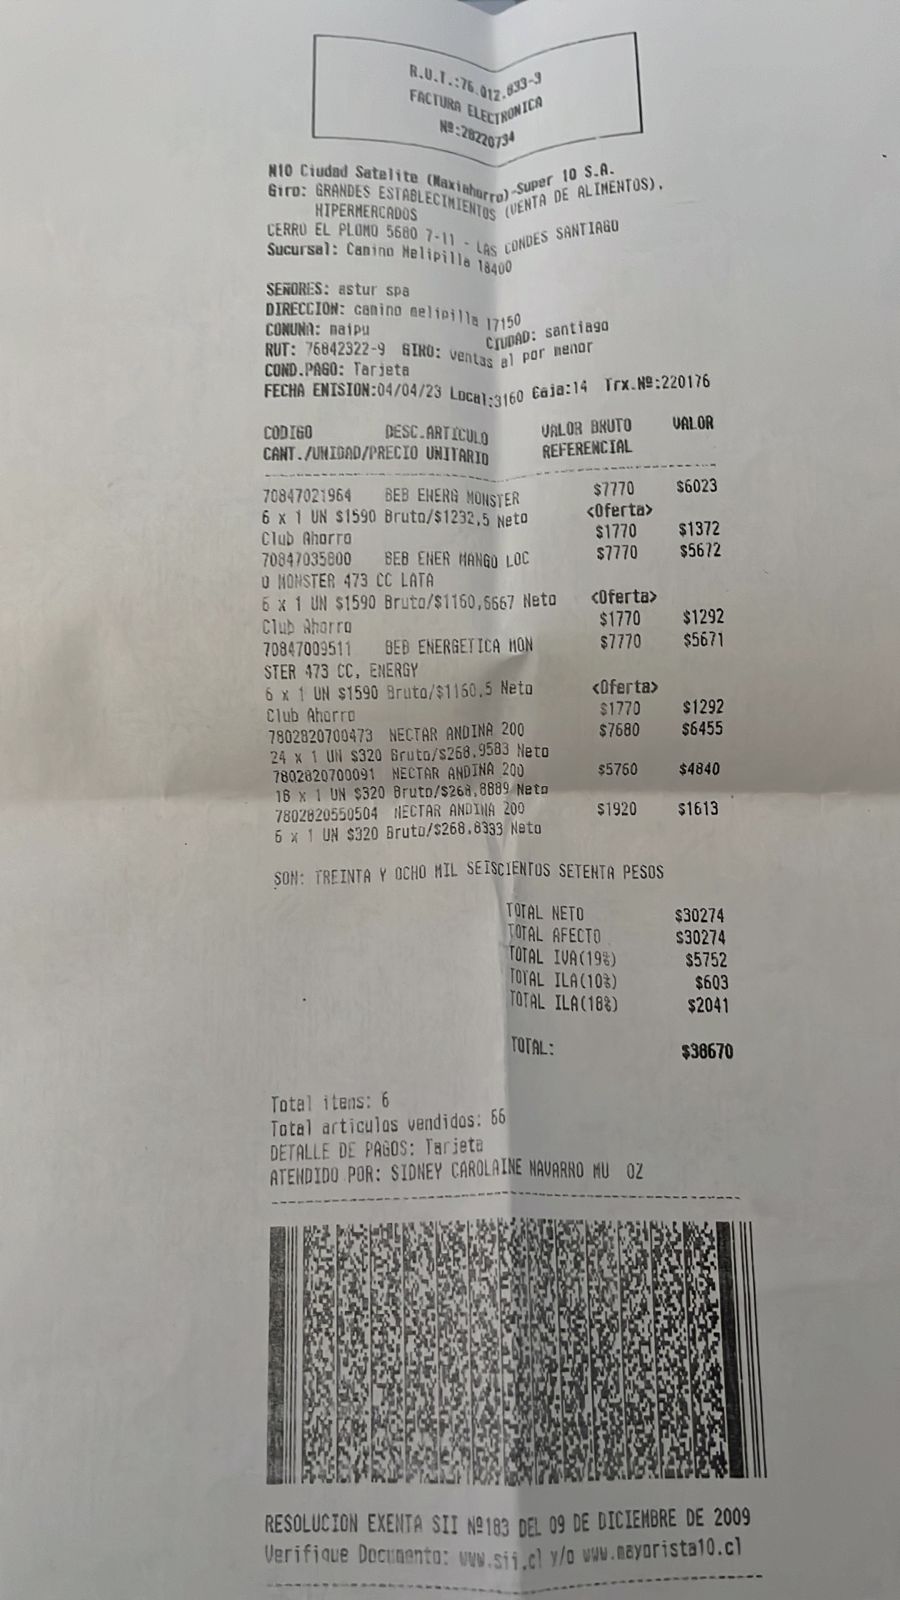 R.U.T.:76.012.833-3
FACTURA ELECTRONICA
Nº:28220734
M10 Ciudad Satelite (Maxiahorro)-Super 10 S.A.
Giro: GRANDES ESTABLECIMIENTOS (VENTA DE ALIMENTOS),
HIPERMERCADOS
CERRO EL PLOMO 5680 7-11 - LAS CONDES SANTIAGO
Sucursal: Camino Melipilla 18400
SEÑORES: astur spa
DIRECCION: camino melipilla 17150
COMUNA: maipu CIUDAD: santiago
RUT: 76842322-9 GIRO: ventas al por menor
COND.PAGO: Tarjeta
FECHA EMISION:04/04/23 Local:3160 Caja:14 Trx.Nº:220176
CODIGO DESC.ARTICULO VALOR BRUTO VALOR
CANT./UNIDAD/PRECIO UNITARIO REFERENCIAL
70847021964 BEB ENERG MONSTER $7770 $6023
6 x 1 UN $1590 Bruto/$1232,5 Neto <Oferta>
Club Ahorro $1770 $1372
70847035800 BEB ENER MANGO LOC $7770 $5672
O MONSTER 473 CC LATA
6 x 1 UN $1590 Bruto/$1160,6667 Neto <Oferta>
Club Ahorro $1770 $1292
70847009511 BEB ENERGETICA MON $7770 $5671
STER 473 CC, ENERGY
6 x 1 UN $1590 Bruto/$1160,5 Neto <Oferta>
Club Ahorro $1770 $1292
7802820700473 NECTAR ANDINA 200 $7680 $6455
24 x 1 UN $320 Bruto/$268,9583 Neto
7802820700091 NECTAR ANDINA 200 $5760 $4840
18 x 1 UN $320 Bruto/$268,8889 Neto
7802820550504 NECTAR ANDINA 200 $1920 $1613
6 x 1 UN $320 Bruto/$268,8333 Neto
SON: TREINTA Y OCHO MIL SEISCIENTOS SETENTA PESOS
TOTAL NETO $30274
TOTAL AFECTO $30274
TOTAL IVA(19%) $5752
TOTAL ILA(10%) $603
TOTAL ILA(18%) $2041
TOTAL: $38670
Total items: 6
Total articulos vendidos: 66
DETALLE DE PAGOS: Tarjeta
ATENDIDO POR: SIDNEY CAROLAINE NAVARRO MU OZ
RESOLUCION EXENTA SII Nº183 DEL 09 DE DICIEMBRE DE 2009
Verifique Documento: www.sii.cl y/o www.mayorista10.cl